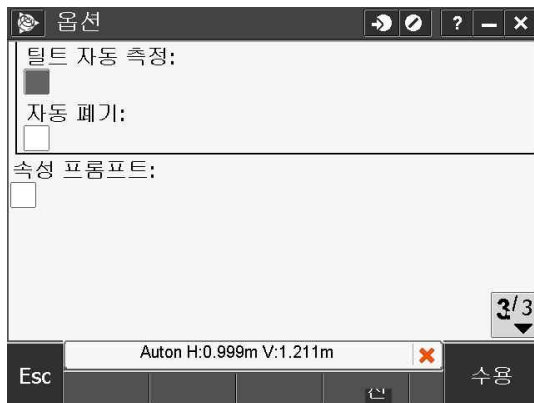 옵션
? – ×
틸트 자동 측정:
자동 폐기:
속성 프롬프트:
3/3
Auton H:0.999m V:1.211m
Esc
수용